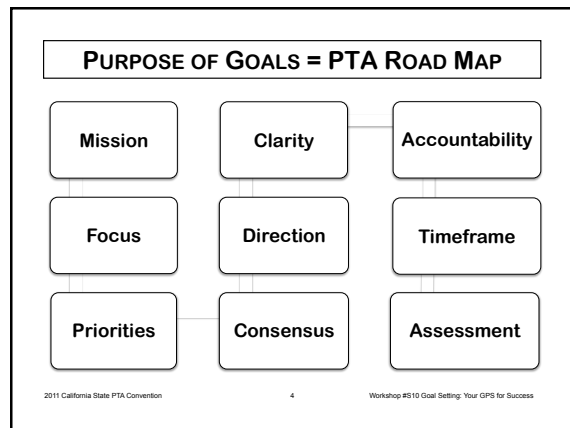 PURPOSE OF GOALS = PTA ROAD MAP
Mission
Clarity
Accountability
Focus
Direction
Timeframe
Priorities
Consensus
Assessment
2011 California State PTA Convention
4
Workshop #S10 Goal Setting: Your GPS for Success